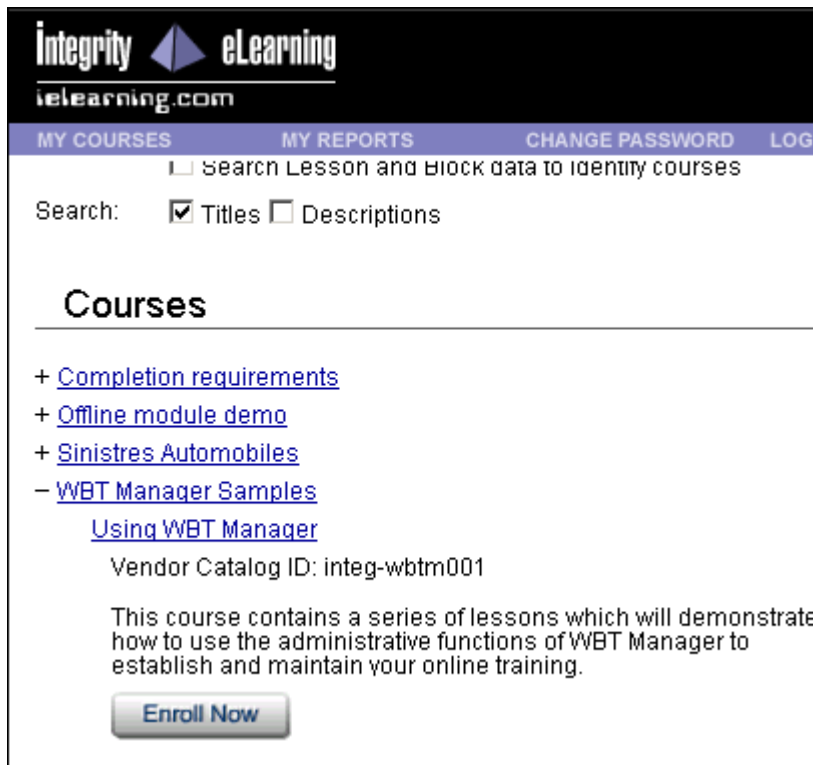 Integrity eLearning
ielearning.com
MY COURSES MY REPORTS CHANGE PASSWORD LOG
Search Lesson and Block data to identify courses
Search: Titles Descriptions
Courses
+ Completion requirements
+ Offline module demo
+ Sinistres Automobiles
– WBT Manager Samples
Using WBT Manager
Vendor Catalog ID: integ-wbtm001
This course contains a series of lessons which will demonstrate
how to use the administrative functions of WBT Manager to
establish and maintain your online training.
Enroll Now